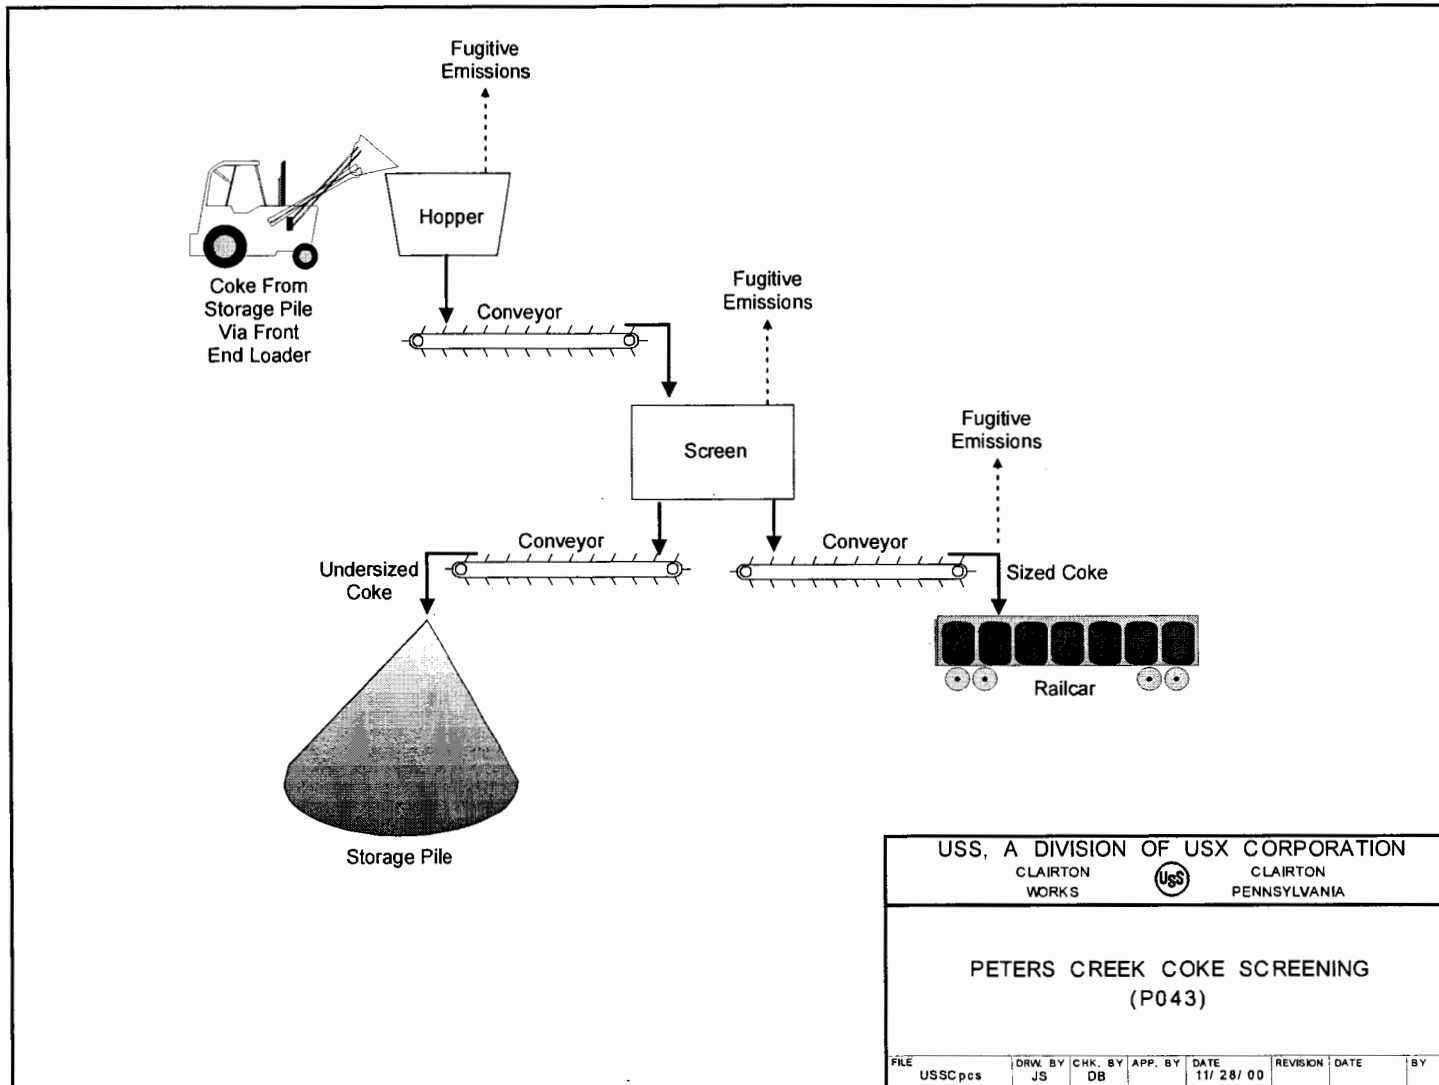 Fugitive
Emissions
Hopper
Coke From
Storage Pile
Via Front
End Loader
Conveyor
Fugitive
Emissions
Screen
Fugitive
Emissions
Conveyor
Undersized
Coke
Conveyor
Sized Coke
Railcar
Storage Pile
USS, A DIVISION OF USX CORPORATION
CLAIRTON
WORKS
USS
CLAIRTON
PENNSYLVANIA
PETERS CREEK COKE SCREENING
(P043)
FILE DRW. BY CHK. BY APP. BY DATE REVISION DATE BY
USSCpcs JS DB 11/28/00